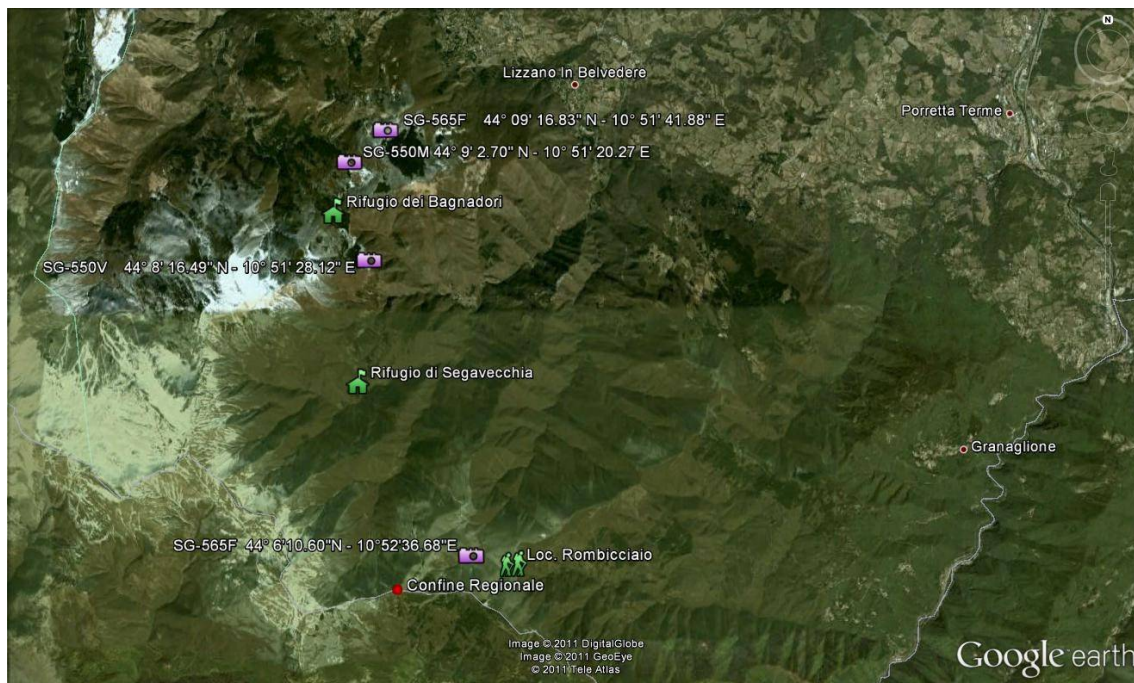 N
Lizzano In Belvedere
Porretta Terme
SG-565F 44° 09' 16.83" N - 10° 51' 41.88" E
SG-550M 44° 9' 2.70" N - 10° 51' 20.27 E
Rifugio dei Bagnadori
SG-550V 44° 8' 16.49" N - 10° 51' 28.12" E
Rifugio di Segavecchia
Granaglione
SG-565F 44° 6'10.60"N - 10°52'36.68"E
Loc. Rombicciaio
Confine Regionale
Image © 2011 DigitalGlobe
Image © 2011 GeoEye
© 2011 Tele Atlas
Google earth